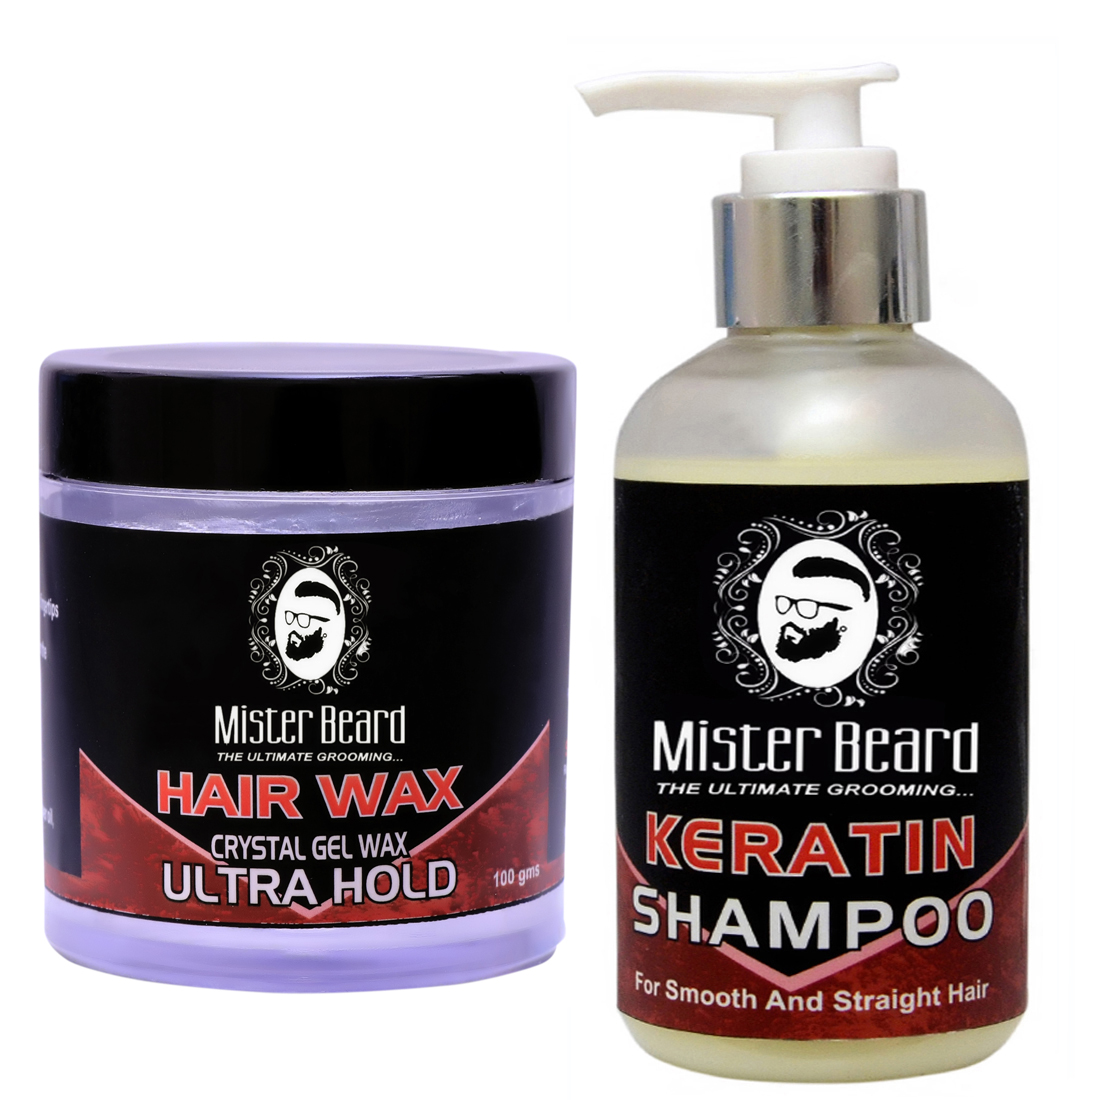 Mister Beard
THE ULTIMATE GROOMING...
HAIR WAX
CRYSTAL GEL WAX
ULTRA HOLD
100 gms
Mister Beard
THE ULTIMATE GROOMING...
KERATIN
SHAMPOO
For Smooth And Straight Hair